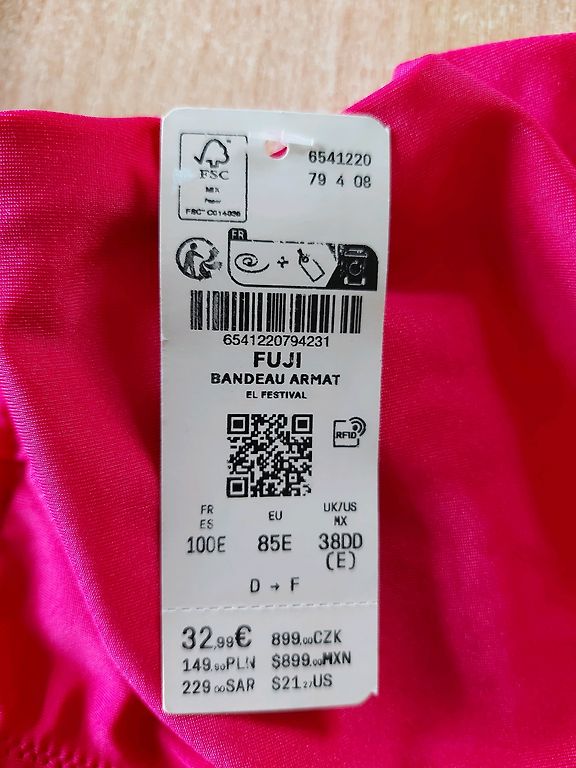 6541220
79 4 08
FSC
MIX
Paper
FSC™ C014036
FR
+
6541220794231
FUJI
BANDEAU ARMAT
EL FESTIVAL
RFID
FR ES EU UK/US MX
100E 85E 38DD (E)
D → F
32,99€ 899.00CZK
149.90PLN $899.00MXN
229.00SAR $21.27US